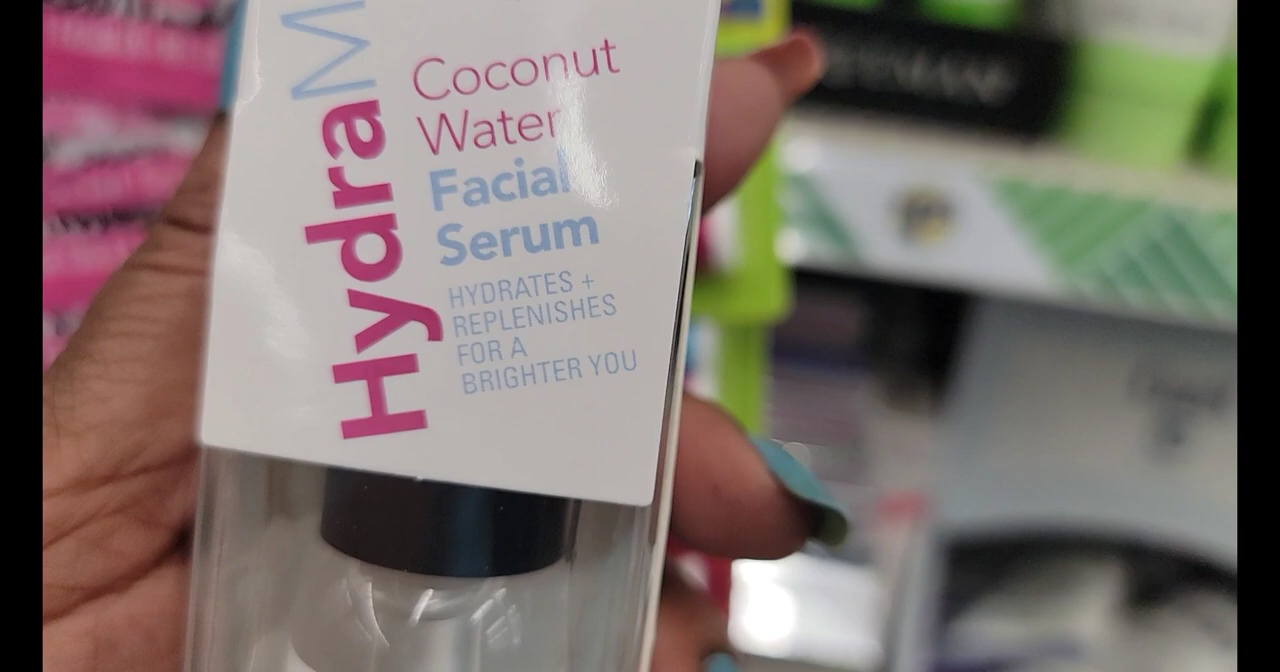 HydraM
Coconut
Water
Facial
Serum
HYDRATES +
REPLENISHES
FOR A
BRIGHTER YOU